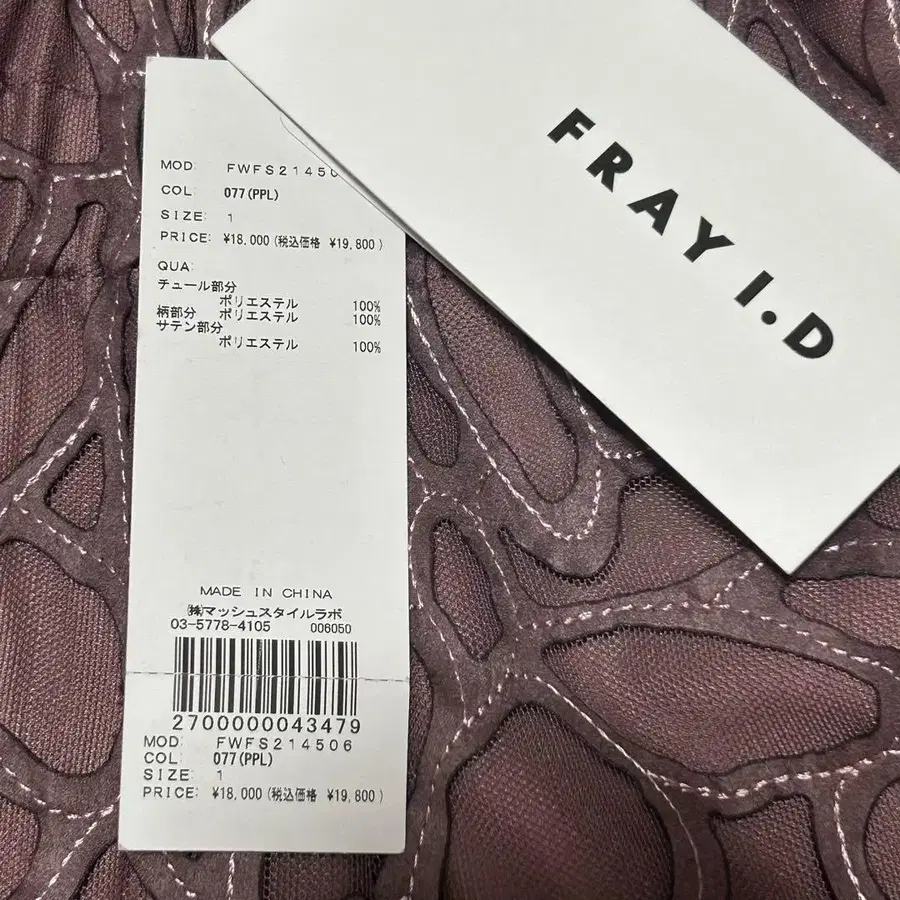 FRAY I.D
MOD: FWFS21450
COL: 077(PPL)
SIZE: 1
PRICE: ¥18,000(税込価格 ¥19,800)
QUA:
チュール部分
ポリエステル 100%
柄部分 ポリエステル 100%
サテン部分
ポリエステル 100%
MADE IN CHINA
㈱マッシュスタイルラボ
03-5778-4105 006050
2700000043479
MOD: FWFS214506
COL: 077(PPL)
SIZE: 1
PRICE: ¥18,000(税込価格 ¥19,800)